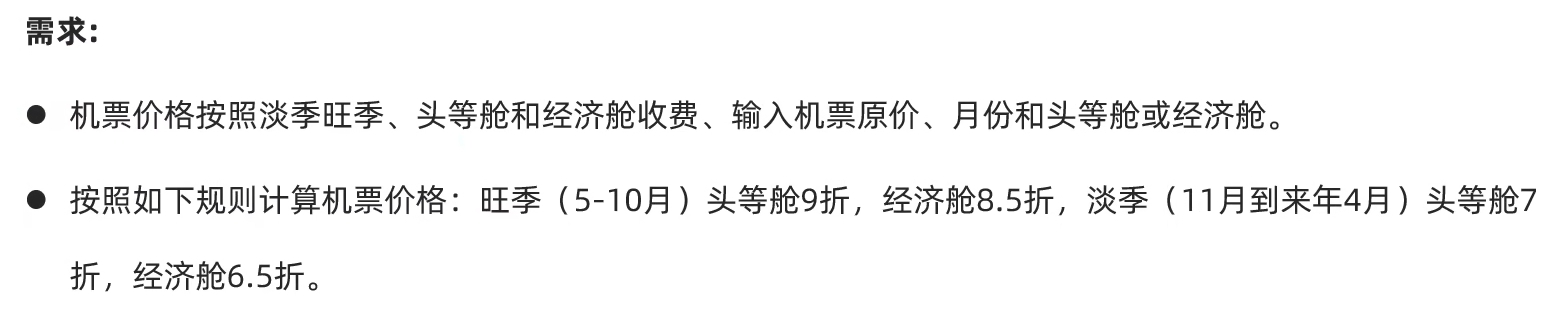 需求:
● 机票价格按照淡季旺季、头等舱和经济舱收费、输入机票原价、月份和头等舱或经济舱。
● 按照如下规则计算机票价格：旺季（5-10月）头等舱9折，经济舱8.5折，淡季（11月到来年4月）头等舱7
折，经济舱6.5折。